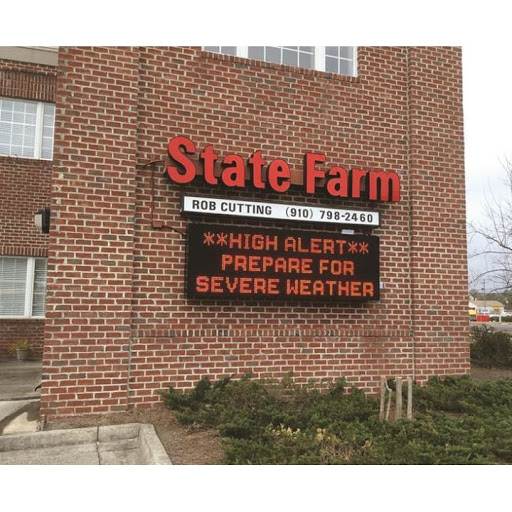 State Farm
ROB CUTTING (910) 798-2460
**HIGH ALERT**
PREPARE FOR
SEVERE WEATHER